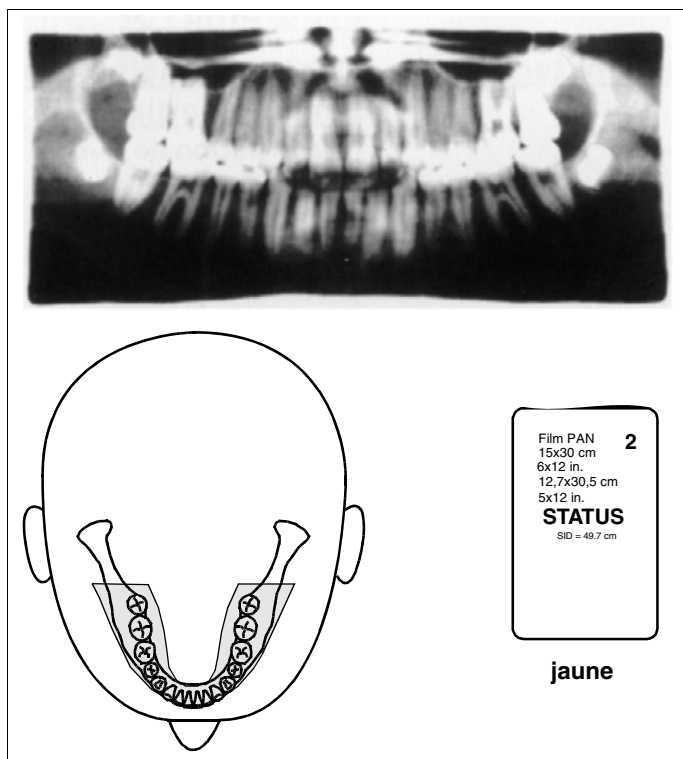 Film PAN 2
15x30 cm
6x12 in.
12,7x30,5 cm
5x12 in.
STATUS
SID = 49.7 cm
jaune